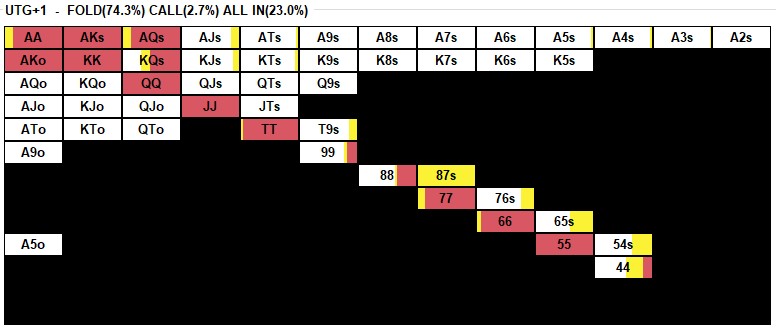 UTG+1 - FOLD(74.3%) CALL(2.7%) ALL IN(23.0%)
AA AKs AQs AJs ATs A9s A8s A7s A6s A5s A4s A3s A2s
AKo KK KQs KJs KTs K9s K8s K7s K6s K5s
AQo KQo QQ QJs QTs Q9s
AJo KJo QJo JJ JTs
ATo KTo QTo TT T9s
A9o 99
88 87s
77 76s
66 65s
A5o 55 54s
44